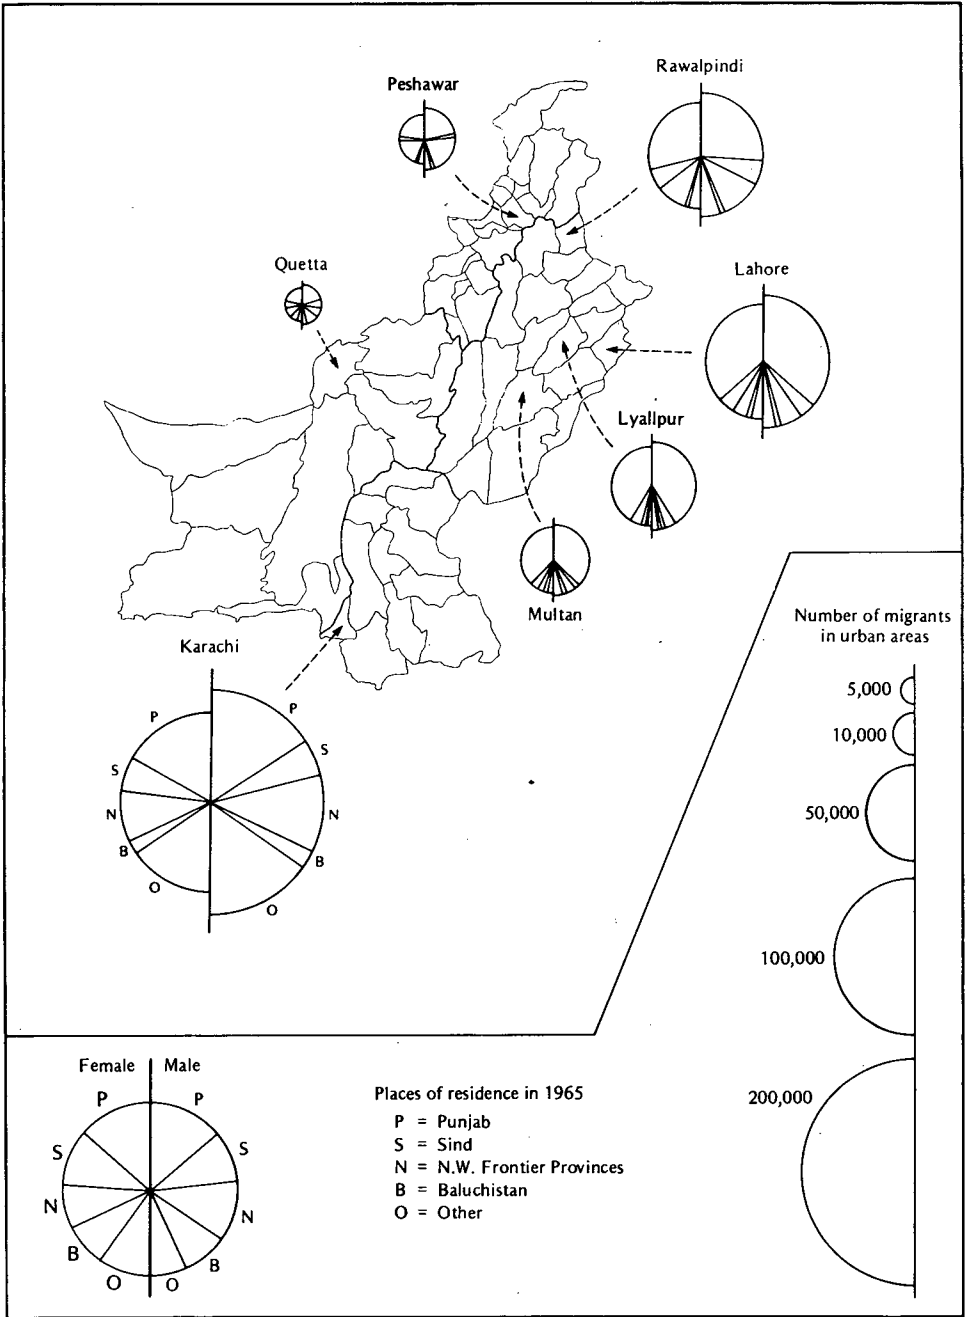 Peshawar
Rawalpindi
Quetta
Lahore
Lyallpur
Multan
Karachi
P
P
S
S
N
N
B
B
O
O
Number of migrants
in urban areas
5,000
10,000
50,000
100,000
200,000
Female
Male
P
P
S
S
N
N
B
B
O
O
Places of residence in 1965
P = Punjab
S = Sind
N = N.W. Frontier Provinces
B = Baluchistan
O = Other